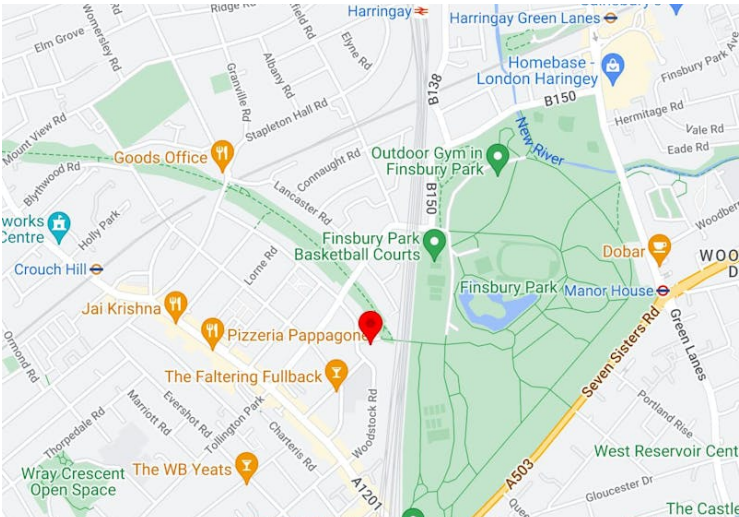 Ridge Rd
Harringay
Harringay Green Lanes
Womersley Rd
Elm Grove
Elyne Rd
Homebase -
London Haringey
Finsbury Park Ave
Granville Rd
Albany Rd
B138
B150
Stapleton Hall Rd
Hermitage Rd
Mount View Rd
New River
Vale Rd
Goods Office
Connaught Rd
Outdoor Gym in
Finsbury Park
Eade Rd
Blythwood Rd
Lancaster Rd
B150
Holly Park
works
Centre
Finsbury Park
Basketball Courts
Dobar
WOO
D
Crouch Hill
Lorne Rd
Finsbury Park
Manor House
Jai Krishna
Pizzeria Pappagone
Seven Sisters Rd
Green Lanes
Ormond Rd
The Faltering Fullback
Evershot Rd
Marriott Rd
Tollington Park
Woodstock Rd
Portland Rise
Thorpedale Rd
Charteris Rd
West Reservoir Cent
Wray Crescent
Open Space
The WB Yeats
A503
Gloucester Dr
A1201
Que
The Castle